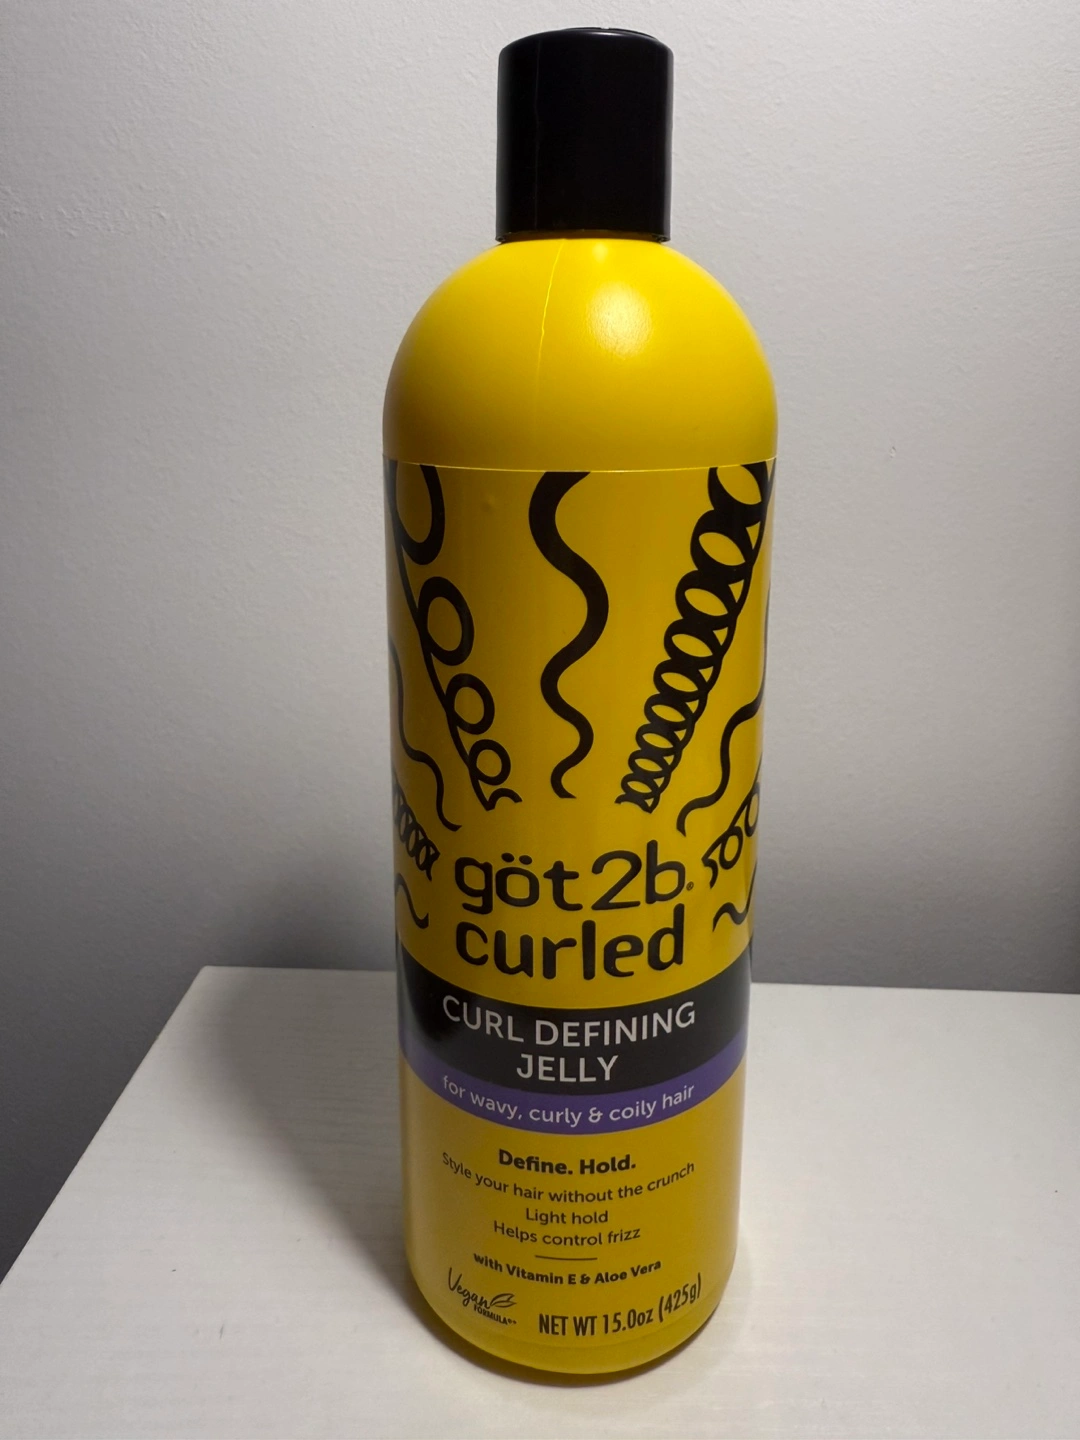 göt2b®
curled
CURL DEFINING
JELLY
for wavy, curly & coily hair
Define. Hold.
Style your hair without the crunch
Light hold
Helps control frizz
with Vitamin E & Aloe Vera
Vegan
FORMULA
NET WT 15.0oz (425g)